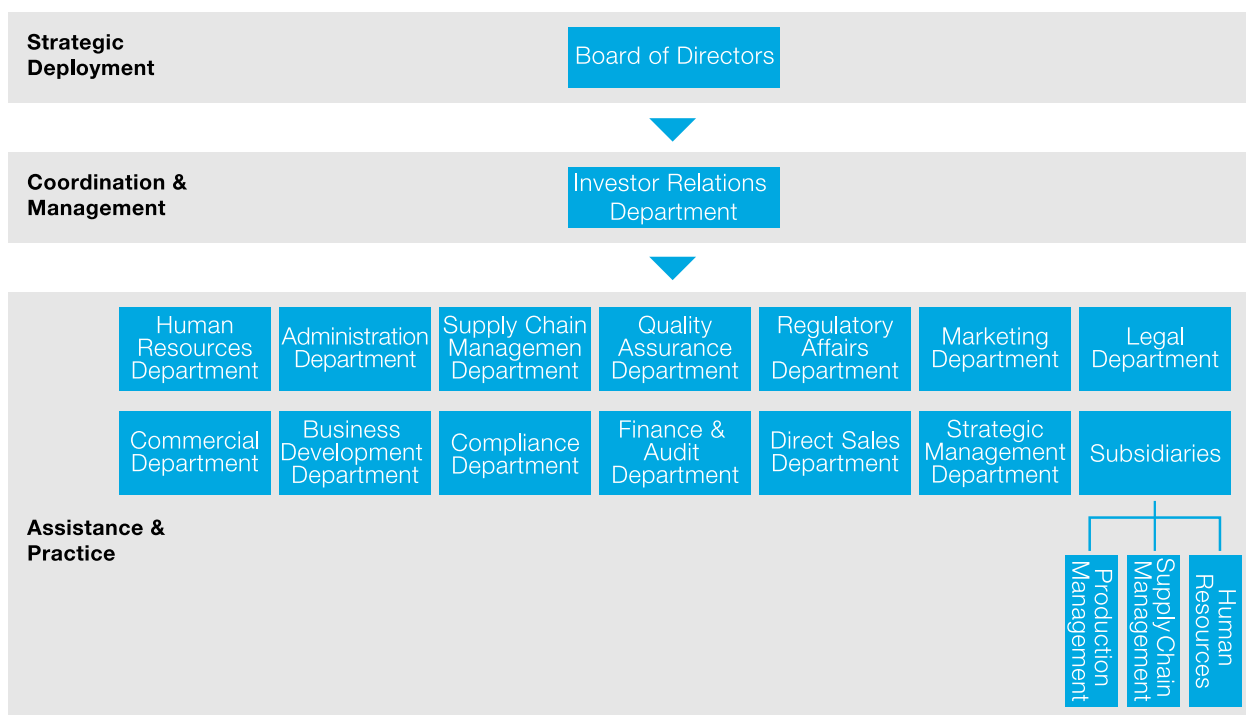 Strategic
Deployment
Board of Directors
Coordination &
Management
Investor Relations
Department
Human
Resources
Department
Administration
Department
Supply Chain
Managemen
Department
Quality
Assurance
Department
Regulatory
Affairs
Department
Marketing
Department
Legal
Department
Commercial
Department
Business
Development
Department
Compliance
Department
Finance &
Audit
Department
Direct Sales
Department
Strategic
Management
Department
Subsidiaries
Assistance &
Practice
Production
Management
Supply Chain
Management
Human
Resources